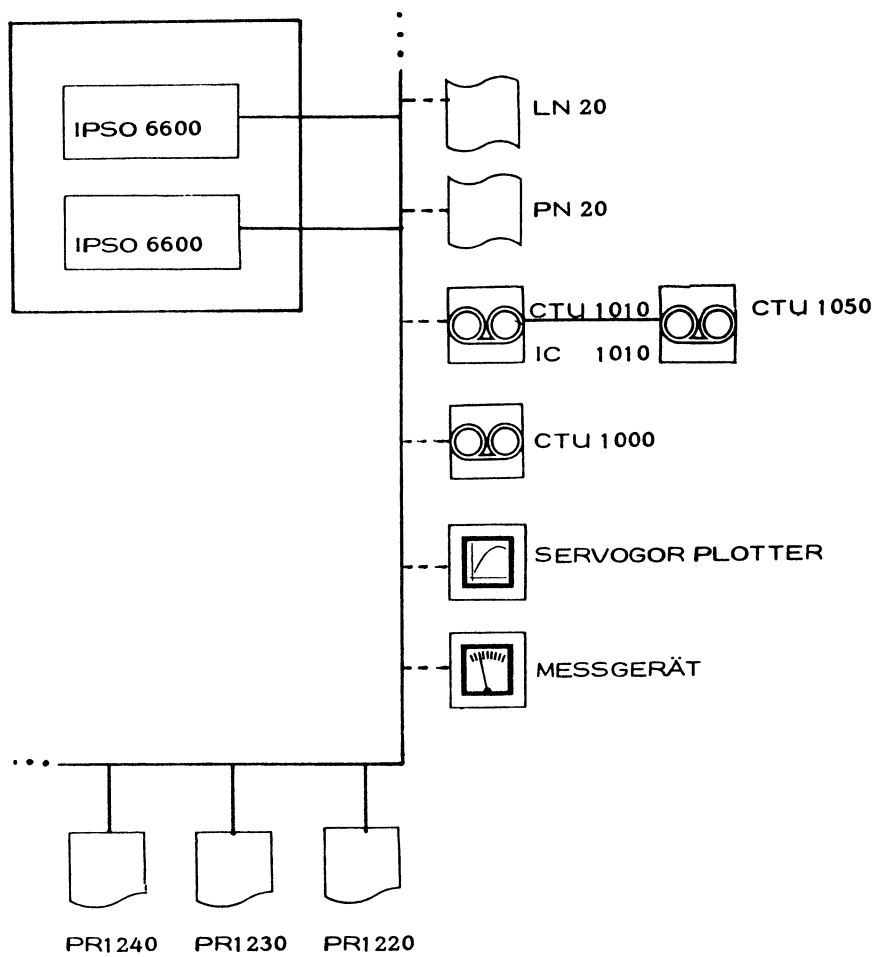 IPSO 6600
IPSO 6600
LN 20
PN 20
CTU 1010
IC 1010
CTU 1050
CTU 1000
SERVOGOR PLOTTER
MESSGERÄT
PR1240 PR1230 PR1220